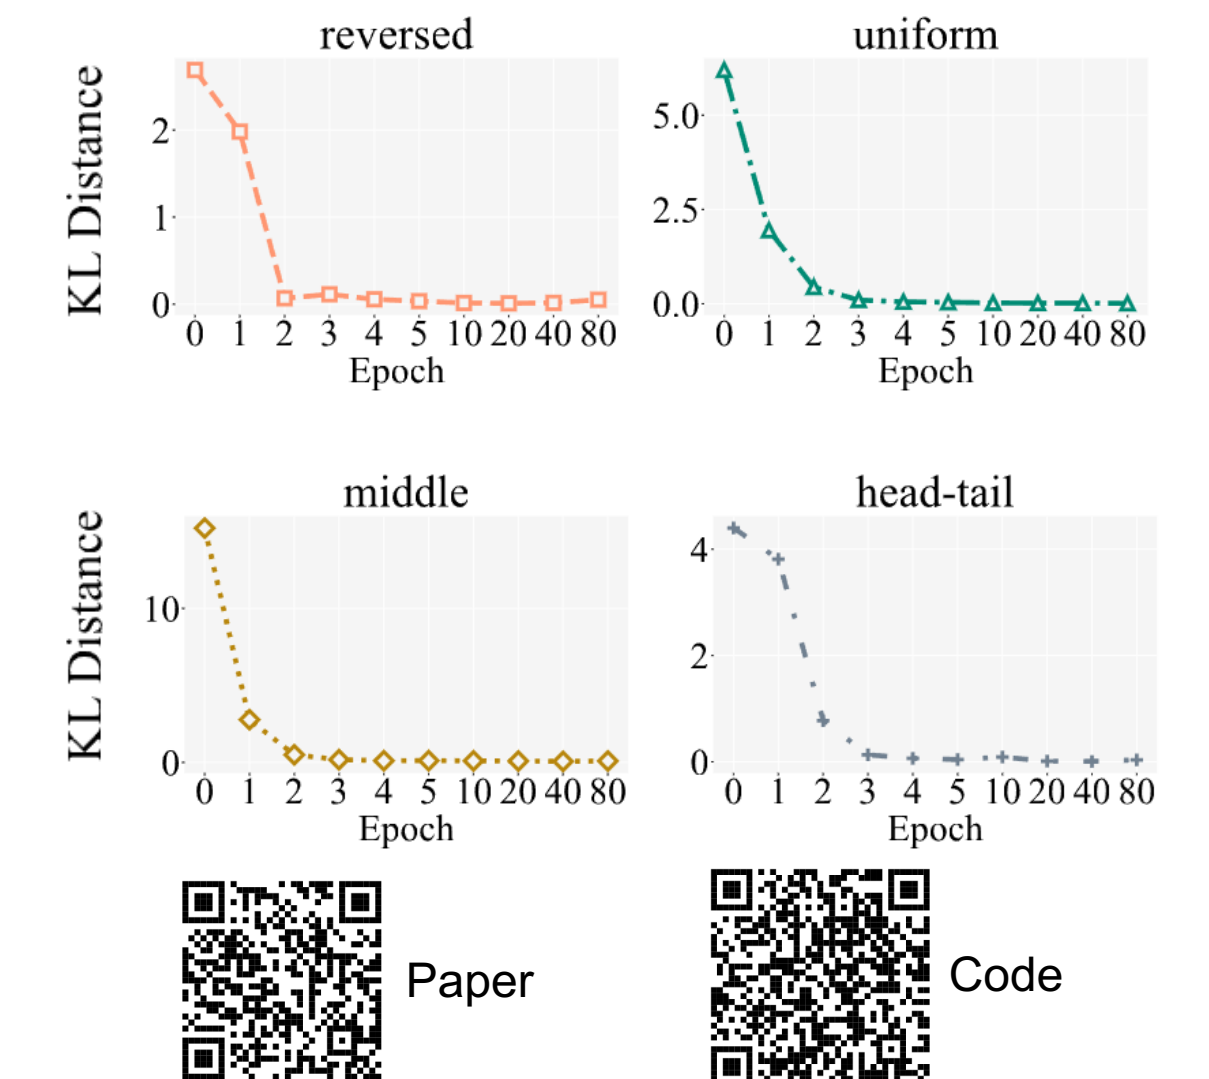 reversed
KL Distance
2
1
0
0 1 2 3 4 5 10 20 40 80
Epoch
uniform
5.0
2.5
0.0
0 1 2 3 4 5 10 20 40 80
Epoch
middle
KL Distance
10
0
0 1 2 3 4 5 10 20 40 80
Epoch
head-tail
4
2
0
0 1 2 3 4 5 10 20 40 80
Epoch
Paper
Code